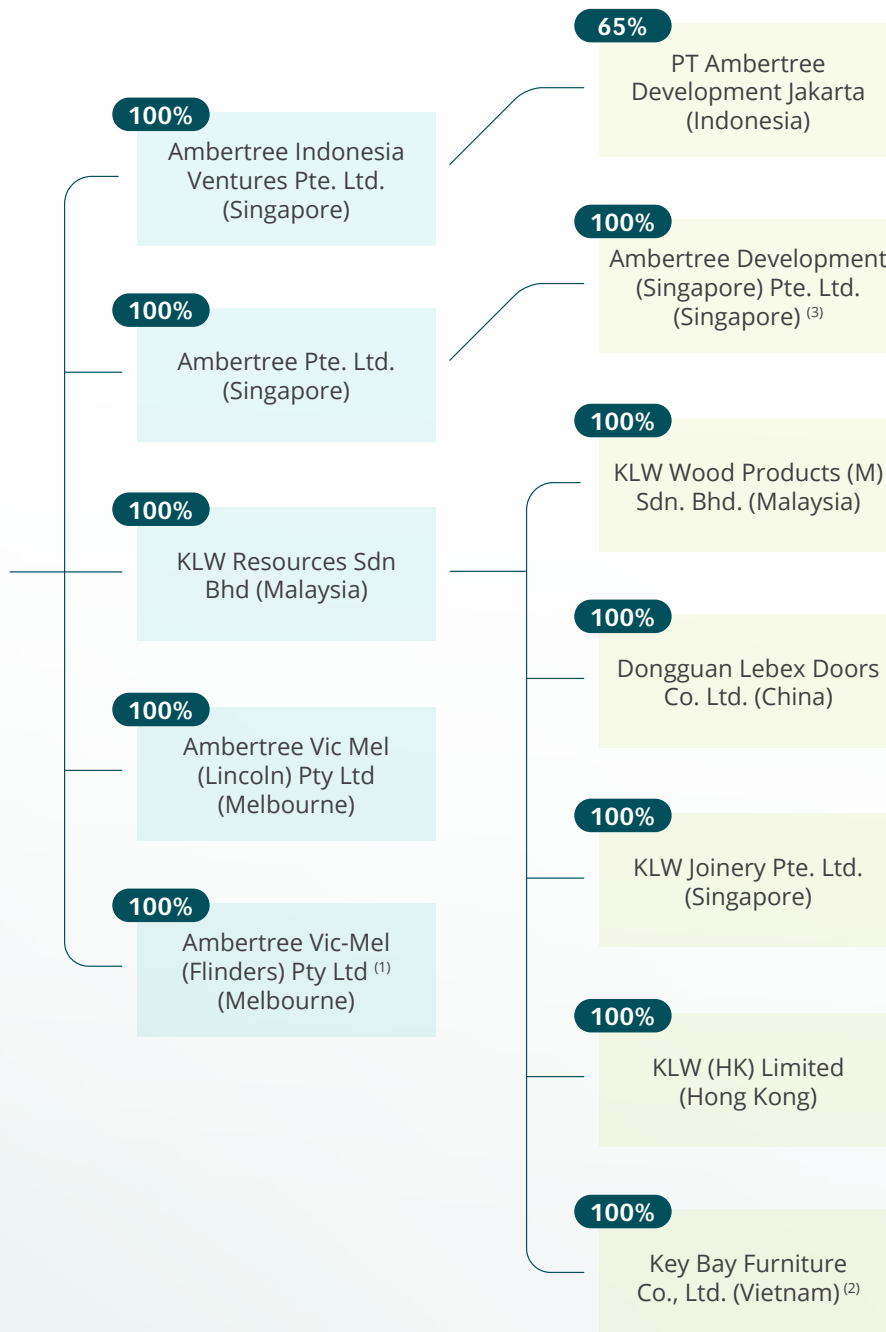 100%
Ambertree Indonesia
Ventures Pte. Ltd.
(Singapore)
100%
Ambertree Pte. Ltd.
(Singapore)
100%
KLW Resources Sdn
Bhd (Malaysia)
100%
Ambertree Vic Mel
(Lincoln) Pty Ltd
(Melbourne)
100%
Ambertree Vic-Mel
(Flinders) Pty Ltd (1)
(Melbourne)
65%
PT Ambertree
Development Jakarta
(Indonesia)
100%
Ambertree Development
(Singapore) Pte. Ltd.
(Singapore) (3)
100%
KLW Wood Products (M)
Sdn. Bhd. (Malaysia)
100%
Dongguan Lebex Doors
Co. Ltd. (China)
100%
KLW Joinery Pte. Ltd.
(Singapore)
100%
KLW (HK) Limited
(Hong Kong)
100%
Key Bay Furniture
Co., Ltd. (Vietnam) (2)